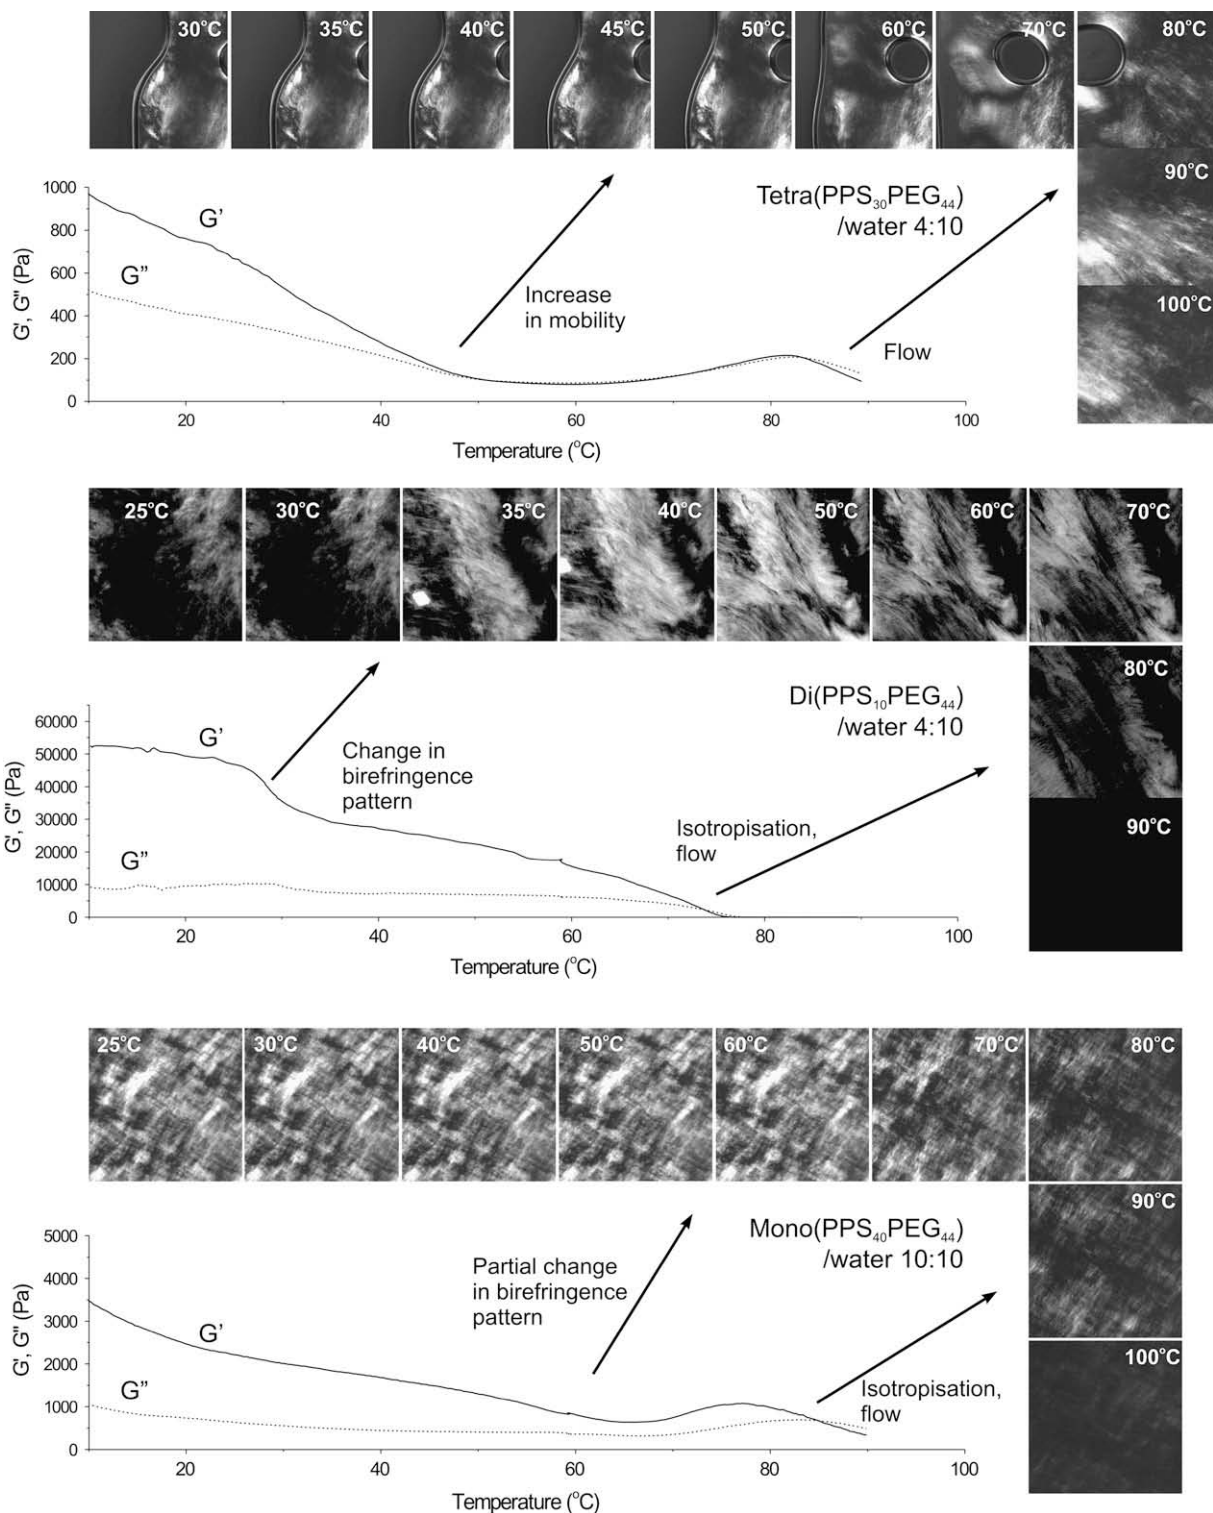 30°C 35°C 40°C 45°C 50°C 60°C 70°C 80°C
90°C
100°C
Tetra(PPS₃₀PEG₄₄)
/water 4:10
G'
G"
Increase
in mobility
Flow
G', G" (Pa)
1000
800
600
400
200
0
20 40 60 80 100
Temperature (°C)
25°C 30°C 35°C 40°C 50°C 60°C 70°C
80°C
90°C
Di(PPS₁₀PEG₄₄)
/water 4:10
G'
G"
Change in
birefringence
pattern
Isotropisation,
flow
G', G" (Pa)
60000
50000
40000
30000
20000
10000
0
20 40 60 80 100
Temperature (°C)
25°C 30°C 40°C 50°C 60°C 70°C 80°C
90°C
100°C
Mono(PPS₄₀PEG₄₄)
/water 10:10
G'
G"
Partial change
in birefringence
pattern
Isotropisation,
flow
G', G" (Pa)
5000
4000
3000
2000
1000
0
20 40 60 80 100
Temperature (°C)